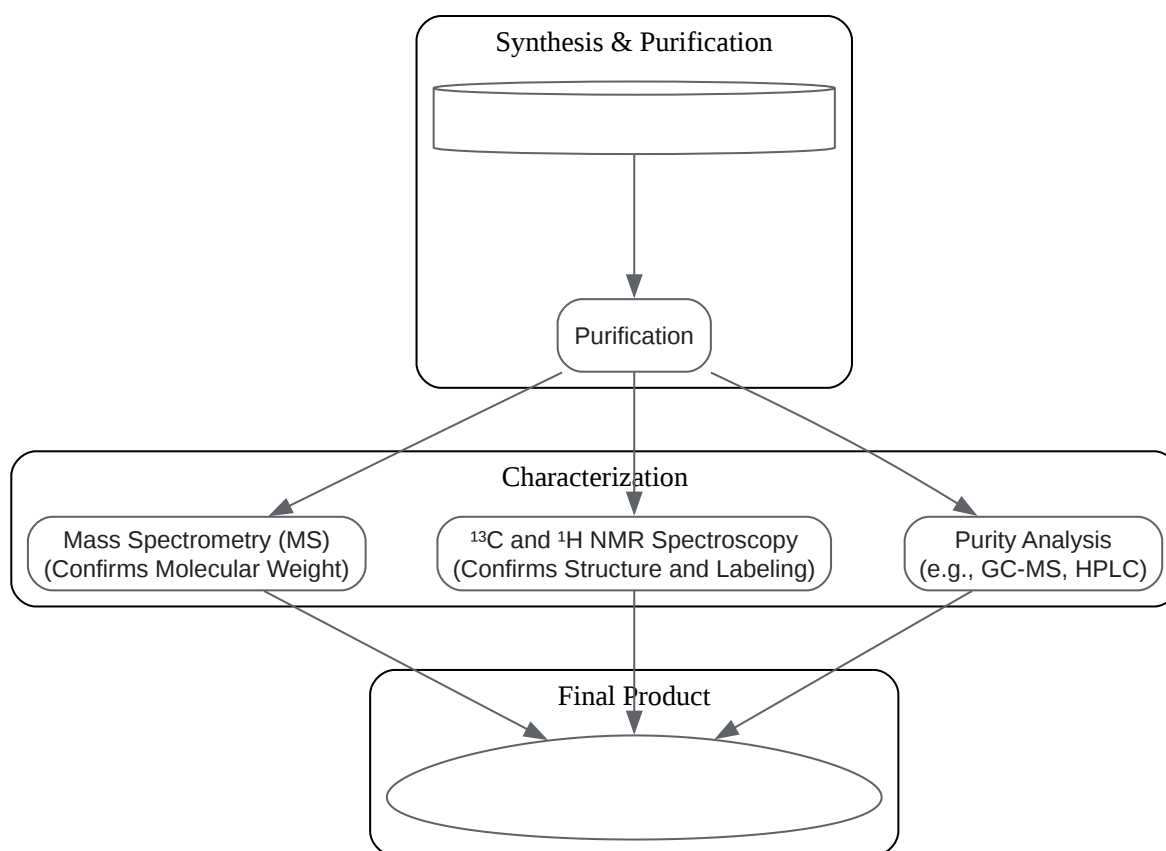 Synthesis & Purification
Purification
Characterization
Mass Spectrometry (MS)
(Confirms Molecular Weight)
¹³C and ¹H NMR Spectroscopy
(Confirms Structure and Labeling)
Purity Analysis
(e.g., GC-MS, HPLC)
Final Product